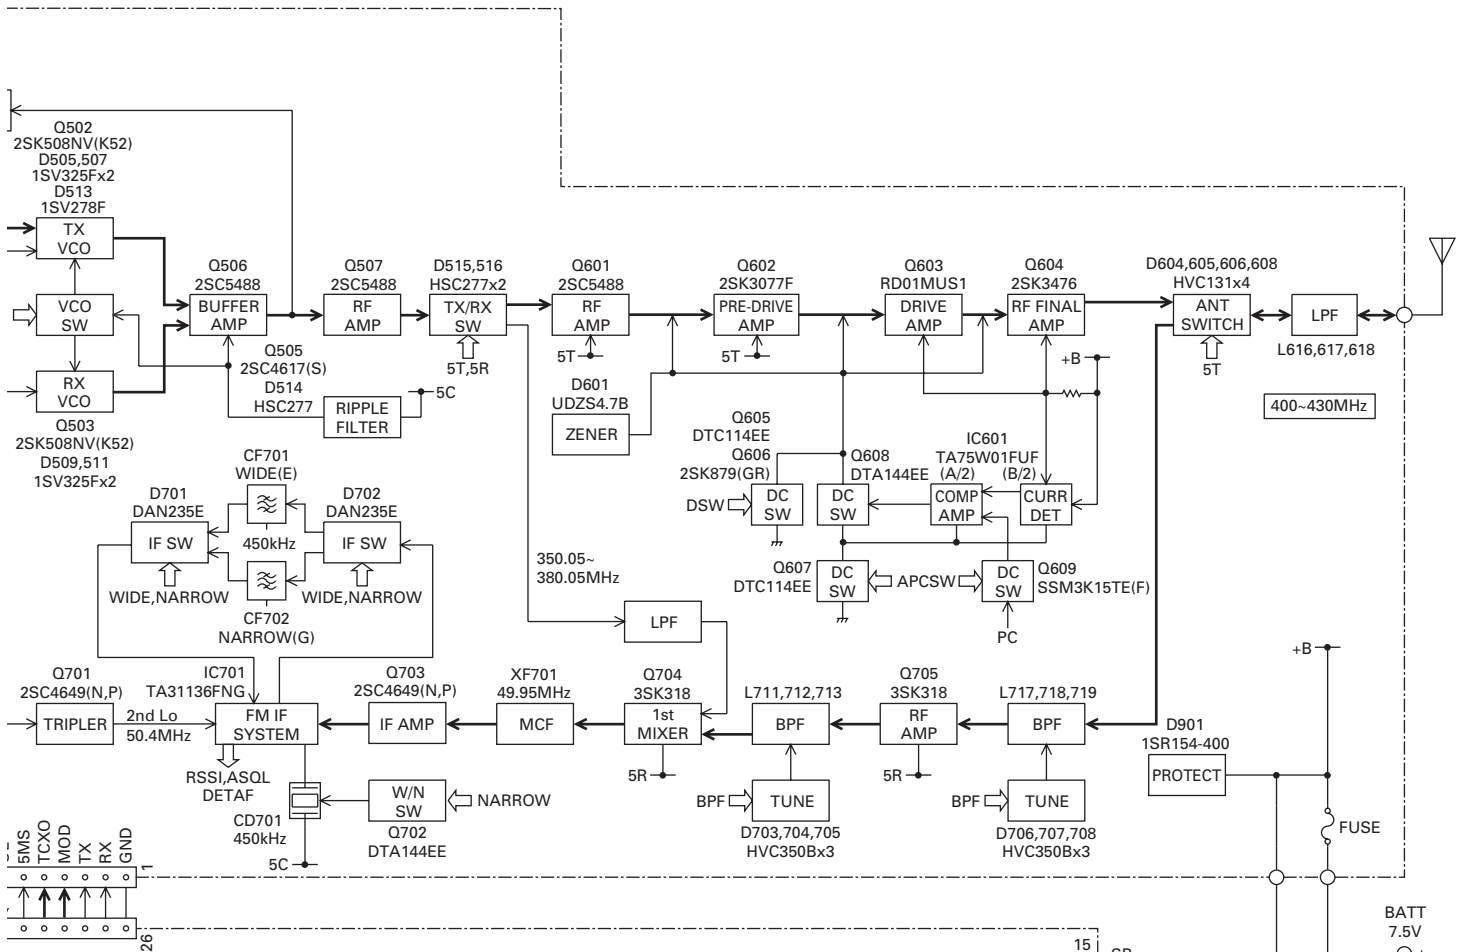 Q502
2SK508NV(K52)
D505,507
1SV325Fx2
D513
1SV278F
TX
VCO
VCO
SW
RX
VCO
Q503
2SK508NV(K52)
D509,511
1SV325Fx2
Q506
2SC5488
BUFFER
AMP
Q505
2SC4617(S)
D514
HSC277
RIPPLE
FILTER
5C
Q507
2SC5488
RF
AMP
D515,516
HSC277x2
TX/RX
SW
5T,5R
Q601
2SC5488
RF
AMP
5T
D601
UDZS4.7B
ZENER
Q602
2SK3077F
PRE-DRIVE
AMP
5T
Q603
RD01MUS1
DRIVE
AMP
Q604
2SK3476
RF FINAL
AMP
+B
D604,605,606,608
HVC131x4
ANT
SWITCH
5T
LPF
L616,617,618
400~430MHz
Q605
DTC114EE
Q606
2SK879(GR)
DSW
DC
SW
Q608
DTA144EE
DC
SW
IC601
TA75W01FUF
(A/2)
(B/2)
COMP
AMP
CURR
DET
Q607
DTC114EE
DC
SW
APCSW
DC
SW
Q609
SSM3K15TE(F)
PC
CF701
WIDE(E)
450kHz
D701
DAN235E
IF SW
WIDE,NARROW
D702
DAN235E
IF SW
WIDE,NARROW
CF702
NARROW(G)
350.05~
380.05MHz
LPF
Q701
2SC4649(N,P)
TRIPLER
2nd Lo
50.4MHz
IC701
TA31136FNG
FM IF
SYSTEM
RSSI,ASQL
DETAF
Q703
2SC4649(N,P)
IF AMP
XF701
49.95MHz
MCF
Q704
3SK318
1st
MIXER
5R
L711,712,713
BPF
Q705
3SK318
RF
AMP
5R
L717,718,719
BPF
+B
D901
1SR154-400
PROTECT
FUSE
CD701
450kHz
W/N
SW
NARROW
Q702
DTA144EE
5C
BPF
TUNE
D703,704,705
HVC350Bx3
BPF
TUNE
D706,707,708
HVC350Bx3
5MS
TCXO
MOD
TX
RX
GND
1
26
15
BATT
7.5V